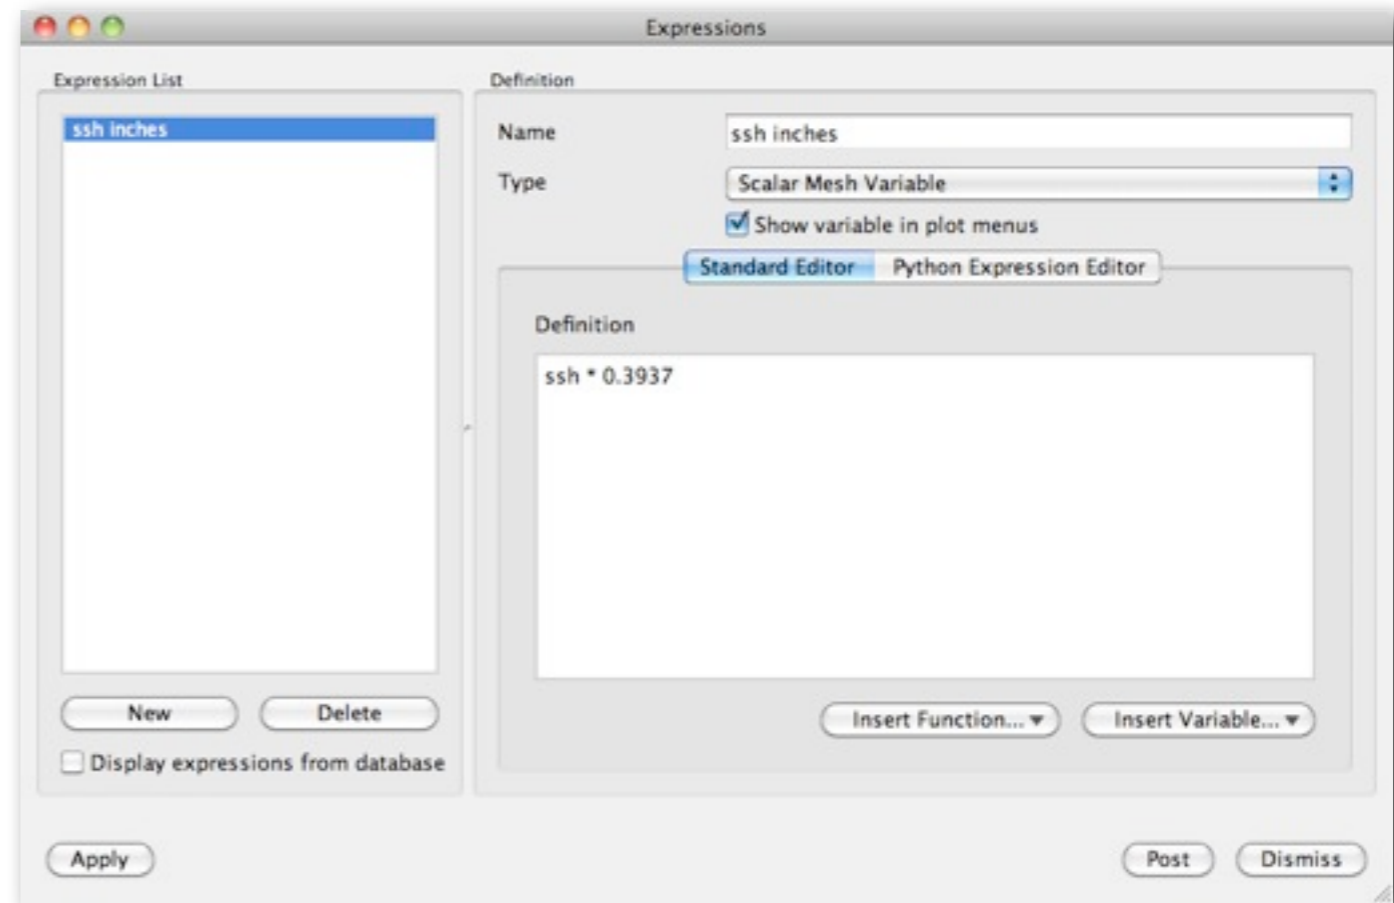 Expressions
Expression List
ssh inches
New
Delete
Display expressions from database
Definition
Name
ssh inches
Type
Scalar Mesh Variable
Show variable in plot menus
Standard Editor
Python Expression Editor
Definition
ssh * 0.3937
Insert Function...
Insert Variable...
Apply
Post
Dismiss